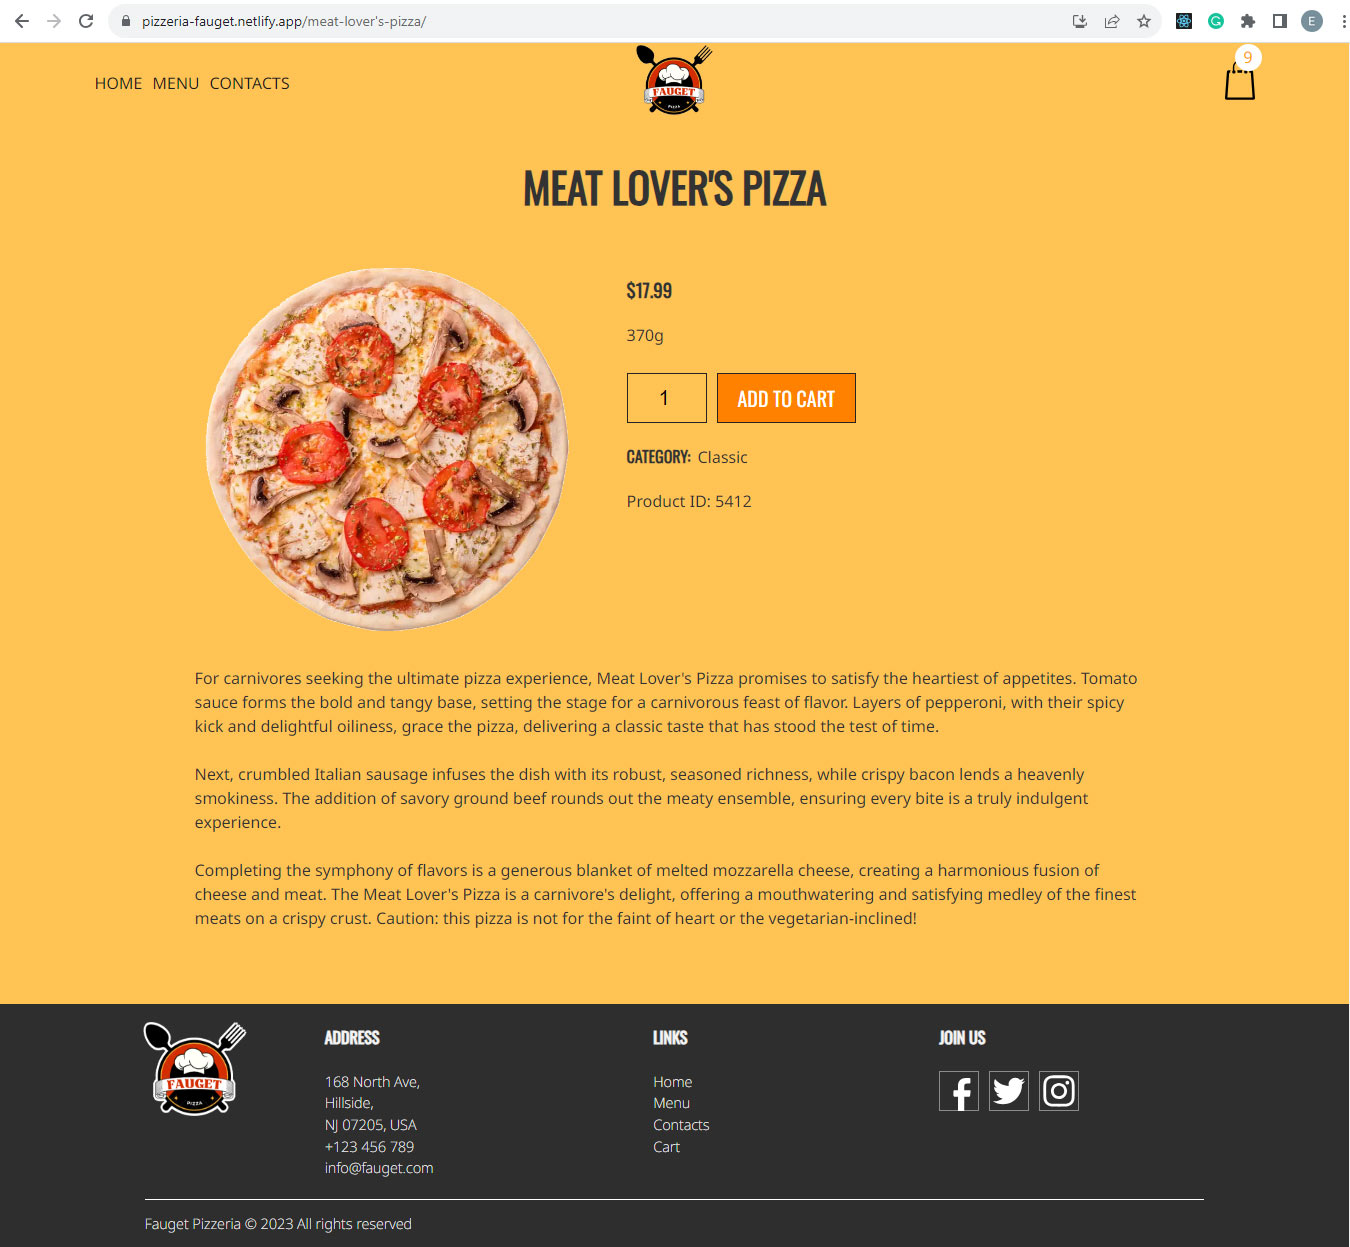 pizzeria-fauget.netlify.app/meat-lover's-pizza/
E
HOME MENU CONTACTS
FAUGET
PIZZA
9
MEAT LOVER'S PIZZA
$17.99
370g
1
ADD TO CART
CATEGORY: Classic
Product ID: 5412
For carnivores seeking the ultimate pizza experience, Meat Lover's Pizza promises to satisfy the heartiest of appetites. Tomato
sauce forms the bold and tangy base, setting the stage for a carnivorous feast of flavor. Layers of pepperoni, with their spicy
kick and delightful oiliness, grace the pizza, delivering a classic taste that has stood the test of time.
Next, crumbled Italian sausage infuses the dish with its robust, seasoned richness, while crispy bacon lends a heavenly
smokiness. The addition of savory ground beef rounds out the meaty ensemble, ensuring every bite is a truly indulgent
experience.
Completing the symphony of flavors is a generous blanket of melted mozzarella cheese, creating a harmonious fusion of
cheese and meat. The Meat Lover's Pizza is a carnivore's delight, offering a mouthwatering and satisfying medley of the finest
meats on a crispy crust. Caution: this pizza is not for the faint of heart or the vegetarian-inclined!
FAUGET
PIZZA
ADDRESS
168 North Ave,
Hillside,
NJ 07205, USA
+123 456 789
info@fauget.com
LINKS
Home
Menu
Contacts
Cart
JOIN US
Fauget Pizzeria © 2023 All rights reserved